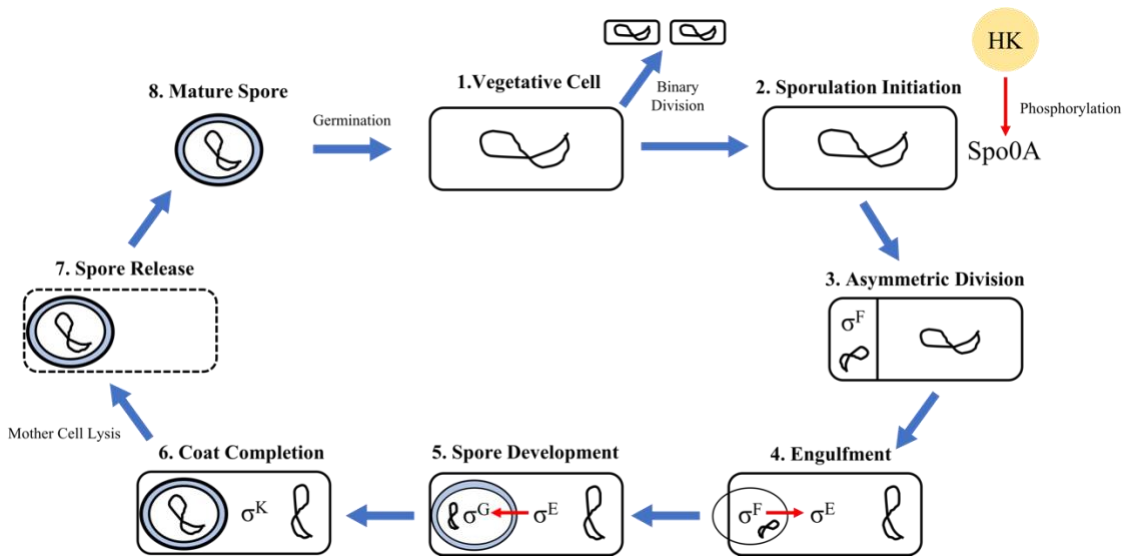 HK
1.Vegetative Cell
Binary
Division
2. Sporulation Initiation
8. Mature Spore
Germination
Phosphorylation
Spo0A
7. Spore Release
3. Asymmetric Division
σF
Mother Cell Lysis
6. Coat Completion
5. Spore Development
4. Engulfment
σK
σG
σE
σF
σE